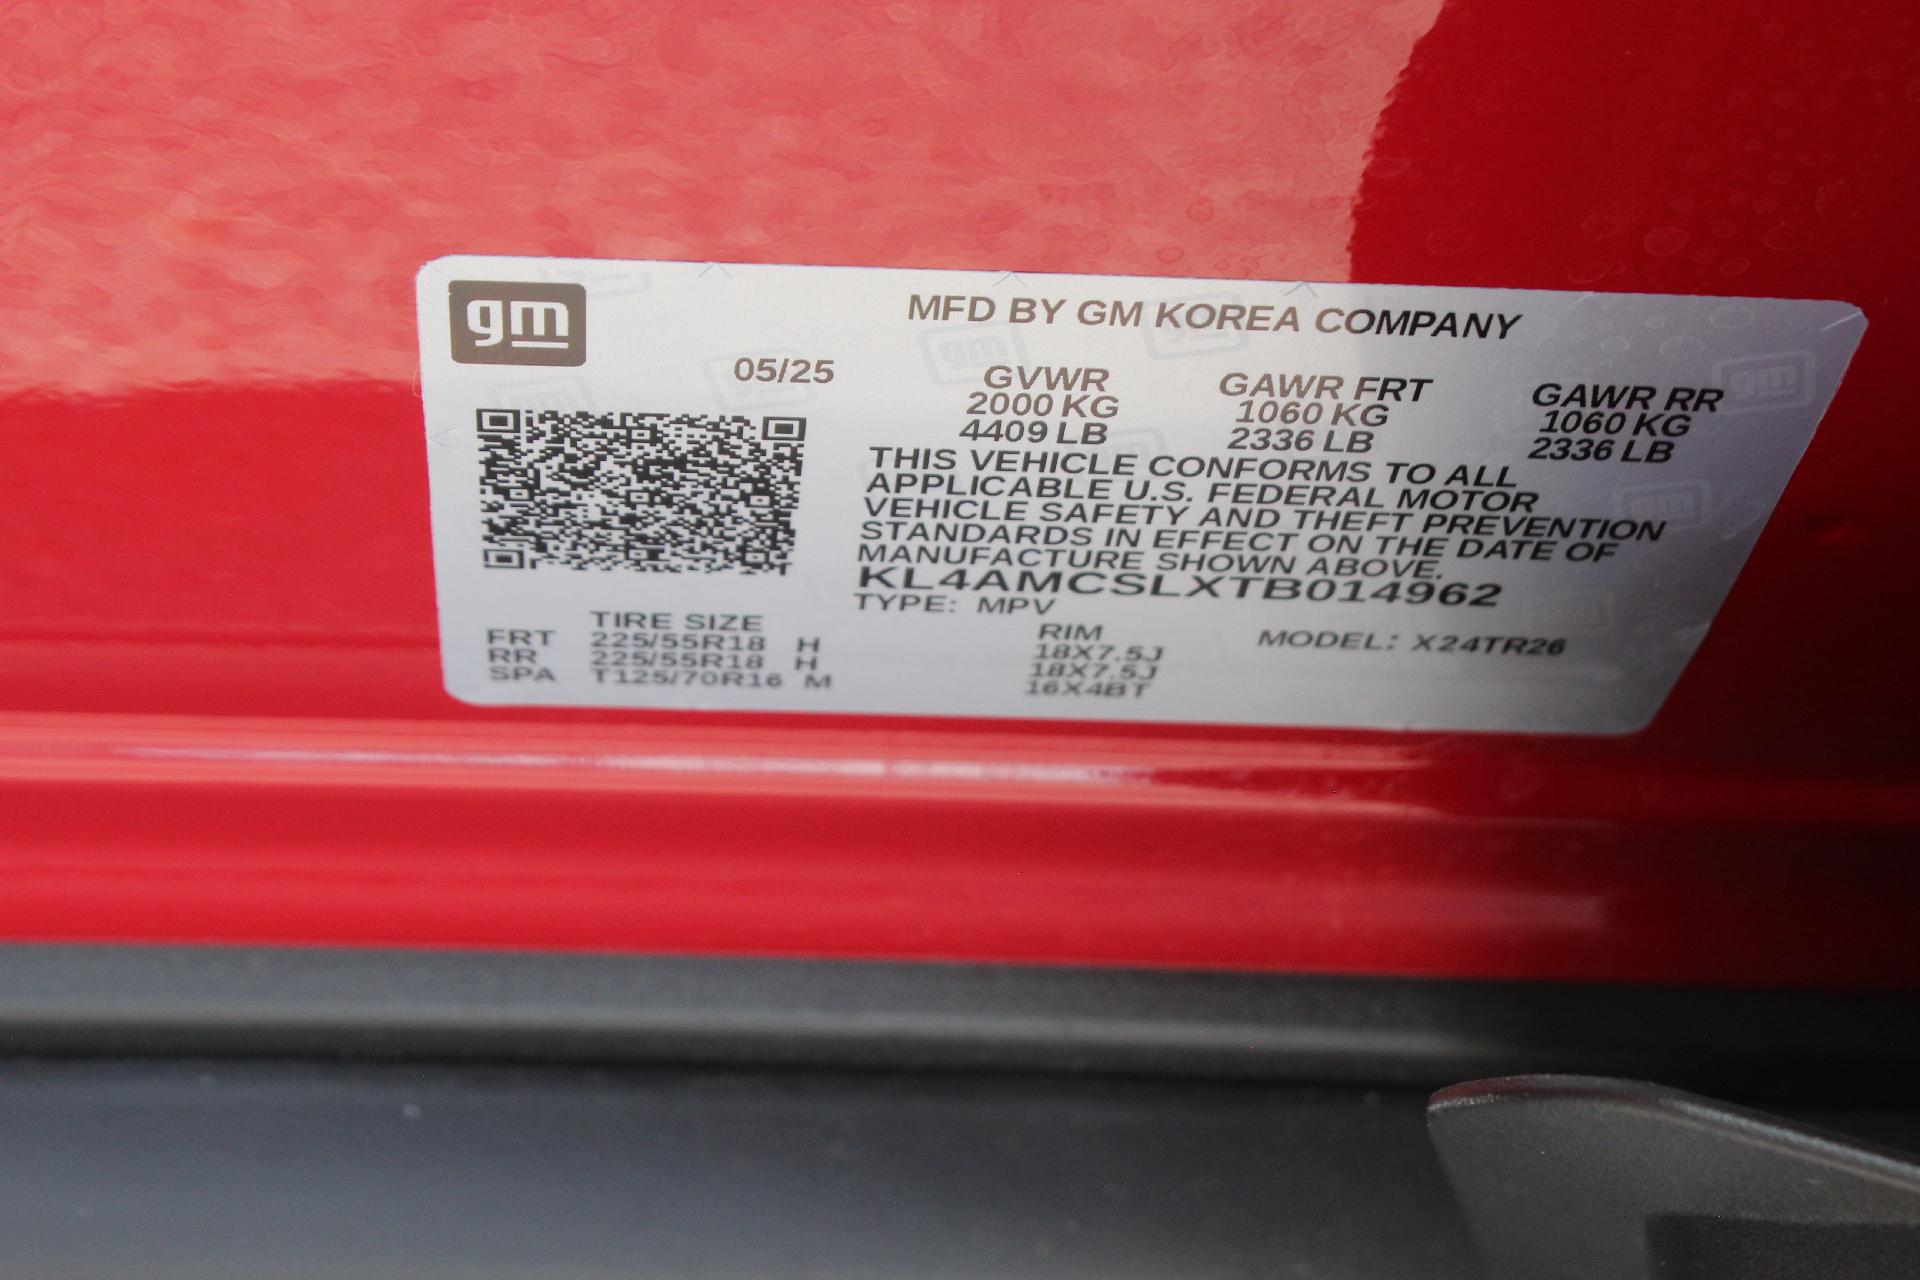 gm
MFD BY GM KOREA COMPANY
05/25
GVWR GAWR FRT GAWR RR
2000 KG 1060 KG 1060 KG
4409 LB 2336 LB 2336 LB
THIS VEHICLE CONFORMS TO ALL
APPLICABLE U.S. FEDERAL MOTOR
VEHICLE SAFETY AND THEFT PREVENTION
STANDARDS IN EFFECT ON THE DATE OF
MANUFACTURE SHOWN ABOVE.
KL4AMCSLXTB014962
TYPE: MPV
TIRE SIZE RIM MODEL: X24TR26
FRT 225/55R18 H 18X7.5J
RR 225/55R18 H 18X7.5J
SPA T125/70R16 M 16X4BT